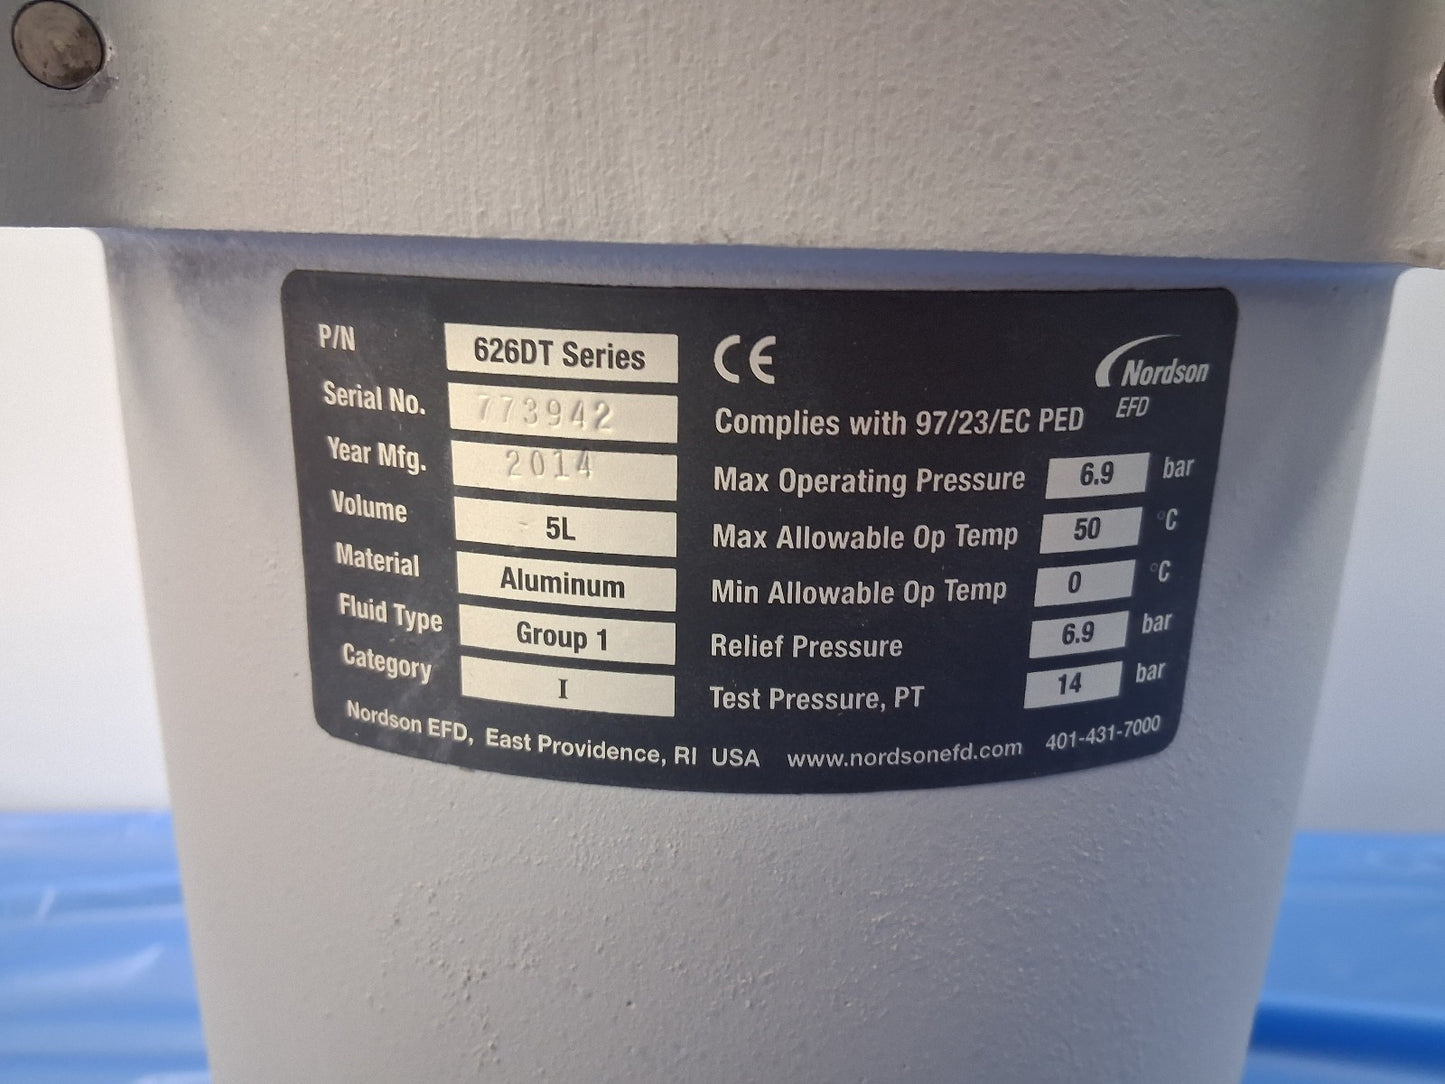 P/N 626DT Series
Serial No. 773942
Year Mfg. 2014
Volume 5L
Material Aluminum
Fluid Type Group 1
Category I
CE
Nordson
EFD
Complies with 97/23/EC PED
Max Operating Pressure 6.9 bar
Max Allowable Op Temp 50 °C
Min Allowable Op Temp 0 °C
Relief Pressure 6.9 bar
Test Pressure, PT 14 bar
Nordson EFD, East Providence, RI USA www.nordsonefd.com 401-431-7000